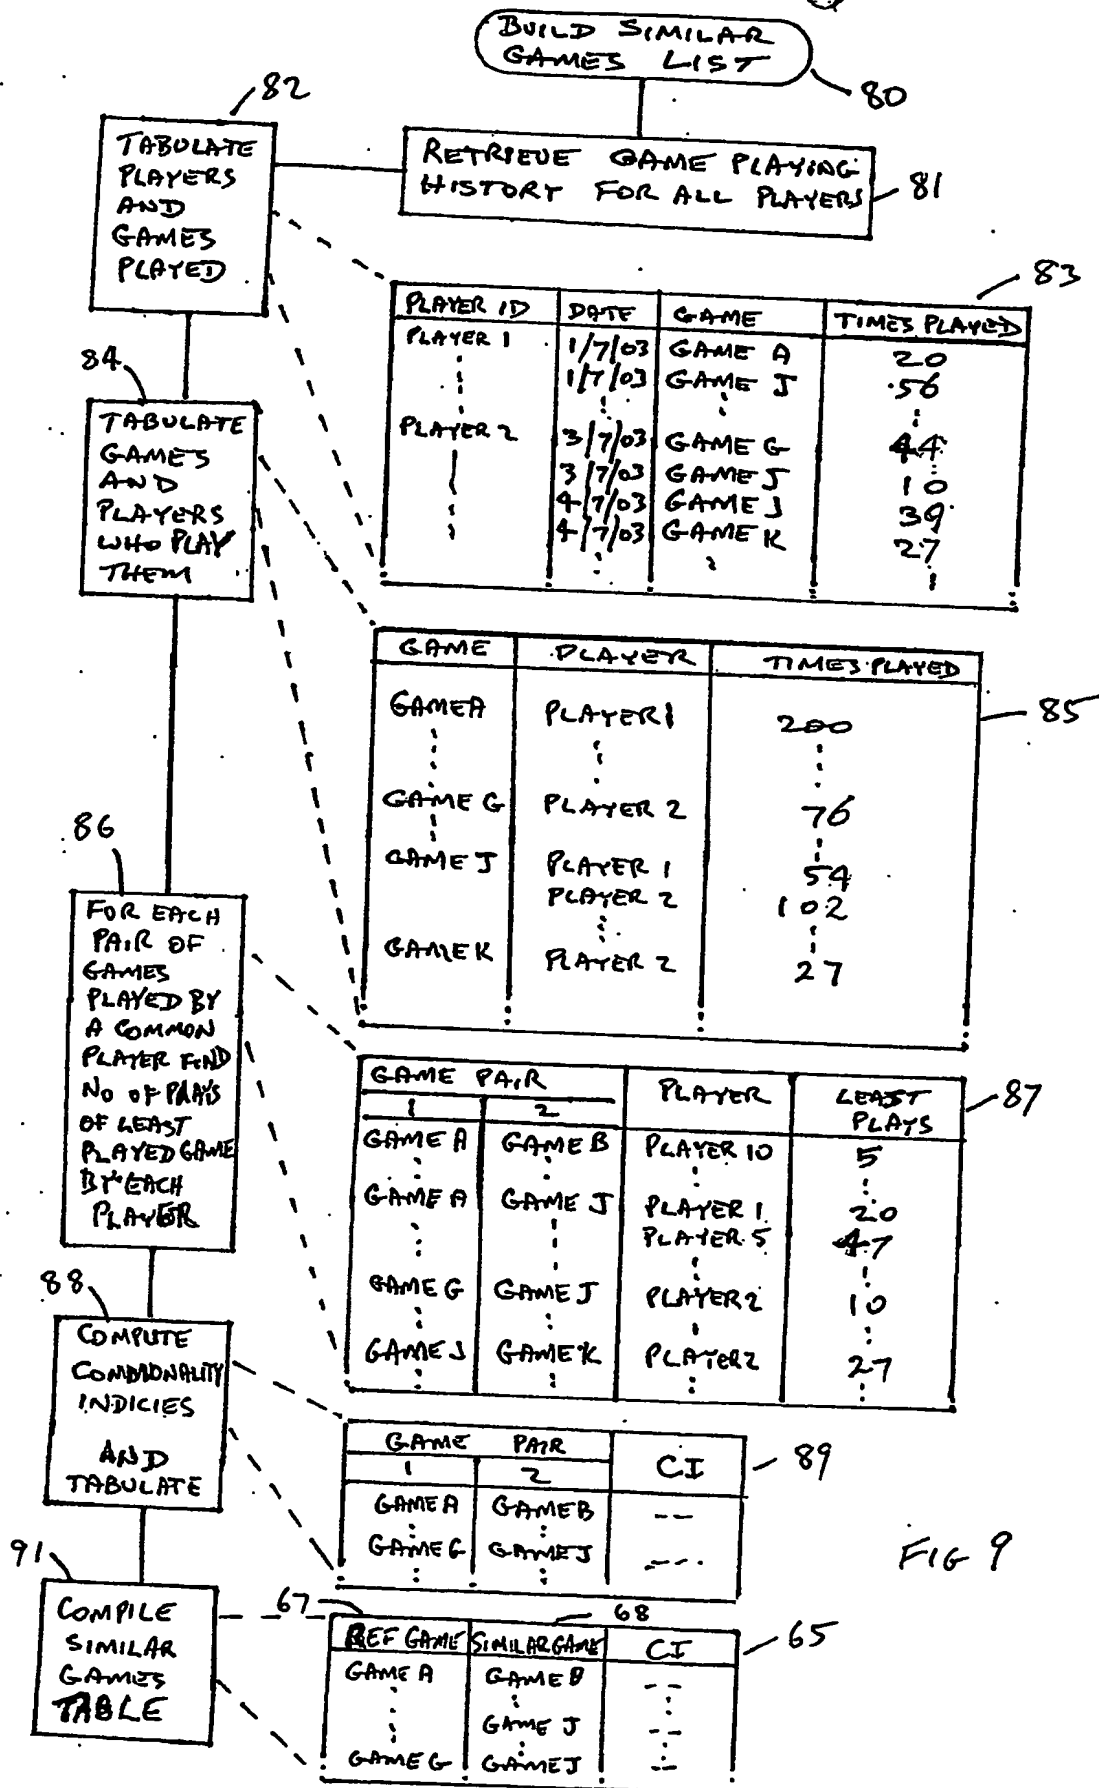 BUILD SIMILAR
GAMES LIST
80
82
TABULATE
PLAYERS
AND
GAMES
PLAYED
RETRIEVE GAME PLAYING
HISTORY FOR ALL PLAYERS
81
83
PLAYER ID DATE GAME TIMES PLAYED
PLAYER 1 1/7/03 GAME A 20
1/7/03 GAME J 56
PLAYER 2 3/7/03 GAME G 44
3/7/03 GAME J 10
4/7/03 GAME J 39
4/7/03 GAME K 27
84
TABULATE
GAMES
AND
PLAYERS
WHO PLAY
THEM
GAME PLAYER TIMES PLAYED
85
GAME A PLAYER 1 200
GAME G PLAYER 2 76
GAME J PLAYER 1 54
PLAYER 2 102
GAME K PLAYER 2 27
86
FOR EACH
PAIR OF
GAMES
PLAYED BY
A COMMON
PLAYER FIND
NO OF PLAYS
OF LEAST
PLAYED GAME
BY EACH
PLAYER
GAME PAIR PLAYER LEAST PLAYS
1 2
87
GAME A GAME B PLAYER 10 5
GAME A GAME J PLAYER 1 20
PLAYER 5 47
GAME G GAME J PLAYER 2 10
GAME J GAME K PLAYER 2 27
88
COMPUTE
COMMONALITY
INDICIES
AND
TABULATE
GAME PAIR CI
1 2
89
GAME A GAME B --
GAME G GAME J --
FIG 9
91
COMPILE
SIMILAR
GAMES
TABLE
67 68
REF GAME SIMILAR GAME CI
65
GAME A GAME B --
GAME J --
GAME G GAME J --